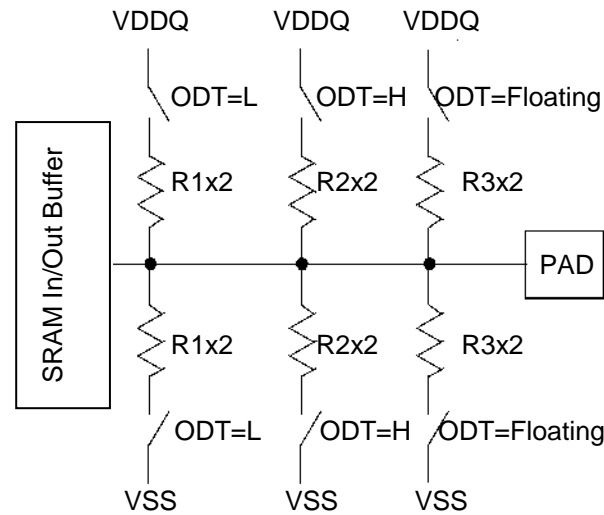 VDDQ VDDQ VDDQ
ODT=L ODT=H ODT=Floating
R1x2 R2x2 R3x2
SRAM In/Out Buffer
PAD
R1x2 R2x2 R3x2
ODT=L ODT=H ODT=Floating
VSS VSS VSS